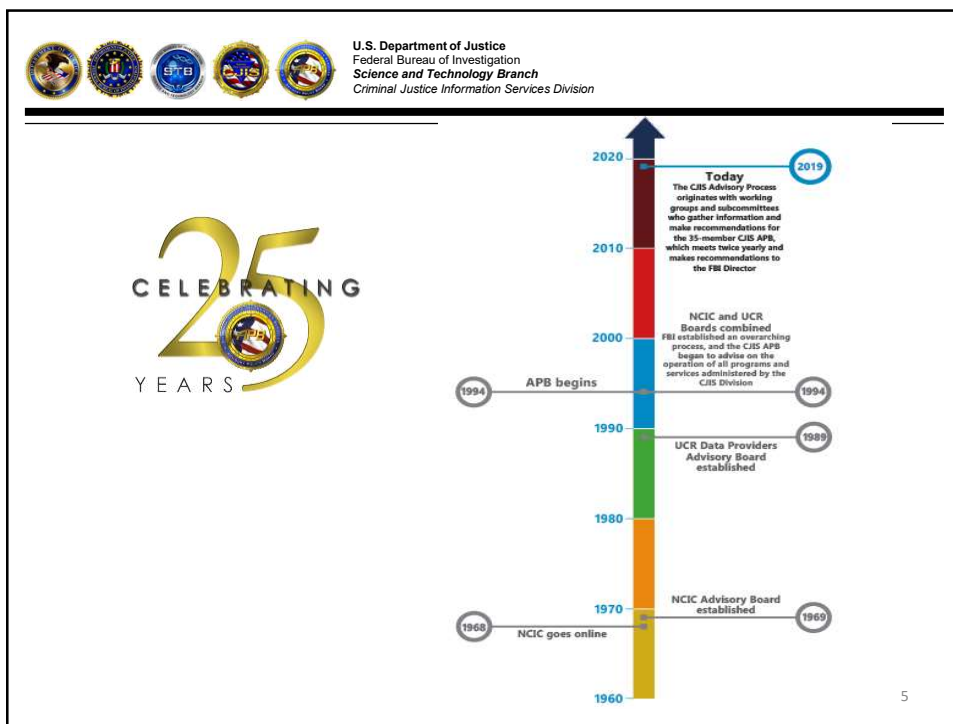 U.S. Department of Justice
Federal Bureau of Investigation
Science and Technology Branch
Criminal Justice Information Services Division
STB
CJIS
25
CELEBRATING
APB
YEARS
2020
2019
Today
The CJIS Advisory Process
originates with working
groups and subcommittees
who gather information and
make recommendations for
the 35-member CJIS APB,
which meets twice yearly and
makes recommendations to
the FBI Director
2010
NCIC and UCR
Boards combined
FBI established an overarching
process, and the CJIS APB
began to advise on the
operation of all programs and
services administered by the
CJIS Division
2000
APB begins
1994
1994
1990
1989
UCR Data Providers
Advisory Board
established
1980
1970
NCIC Advisory Board
established
1969
1968
NCIC goes online
1960
5